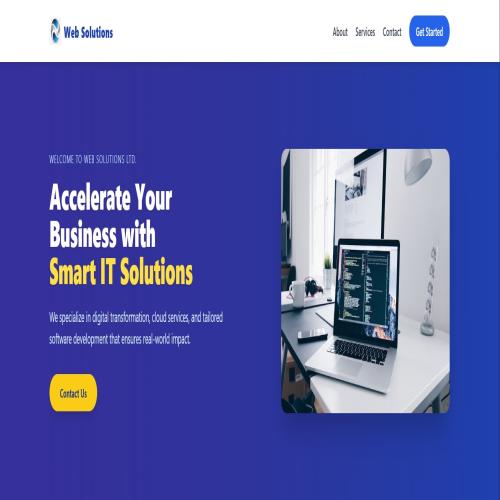 Web Solutions
About Services Contact Get Started
WELCOME TO WEB SOLUTIONS LTD.
Accelerate Your
Business with
Smart IT Solutions
We specialize in digital transformation, cloud services, and tailored
software development that ensures real-world impact.
Contact Us